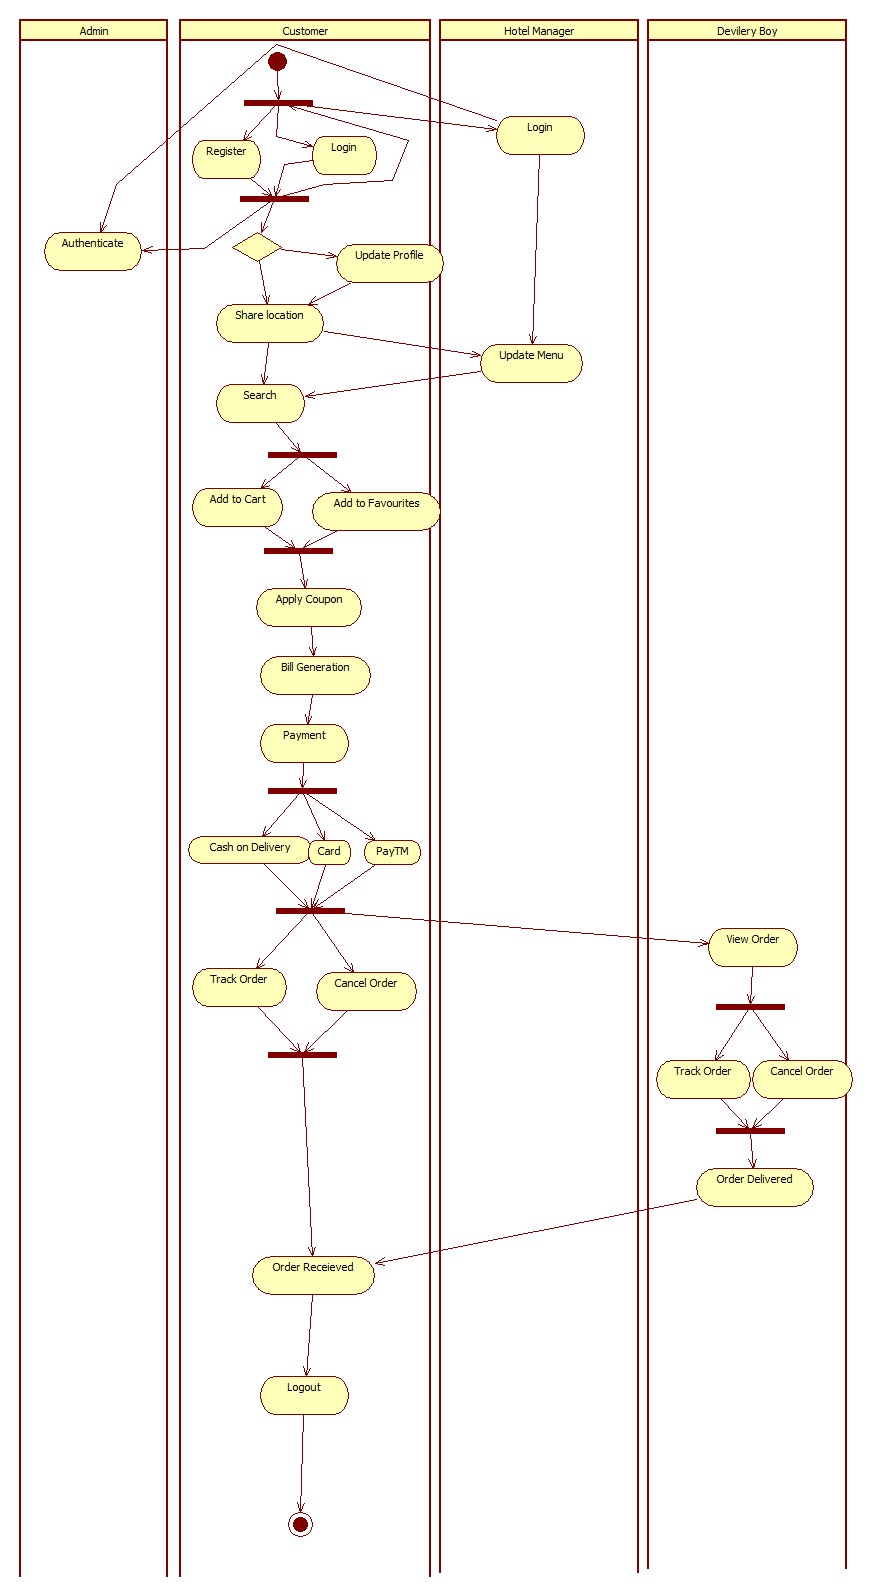 Admin
Customer
Hotel Manager
Devilery Boy
Login
Register
Login
Authenticate
Update Profile
Share location
Update Menu
Search
Add to Cart
Add to Favourites
Apply Coupon
Bill Generation
Payment
Cash on Delivery
Card
PayTM
View Order
Track Order
Cancel Order
Track Order
Cancel Order
Order Delivered
Order Receieved
Logout